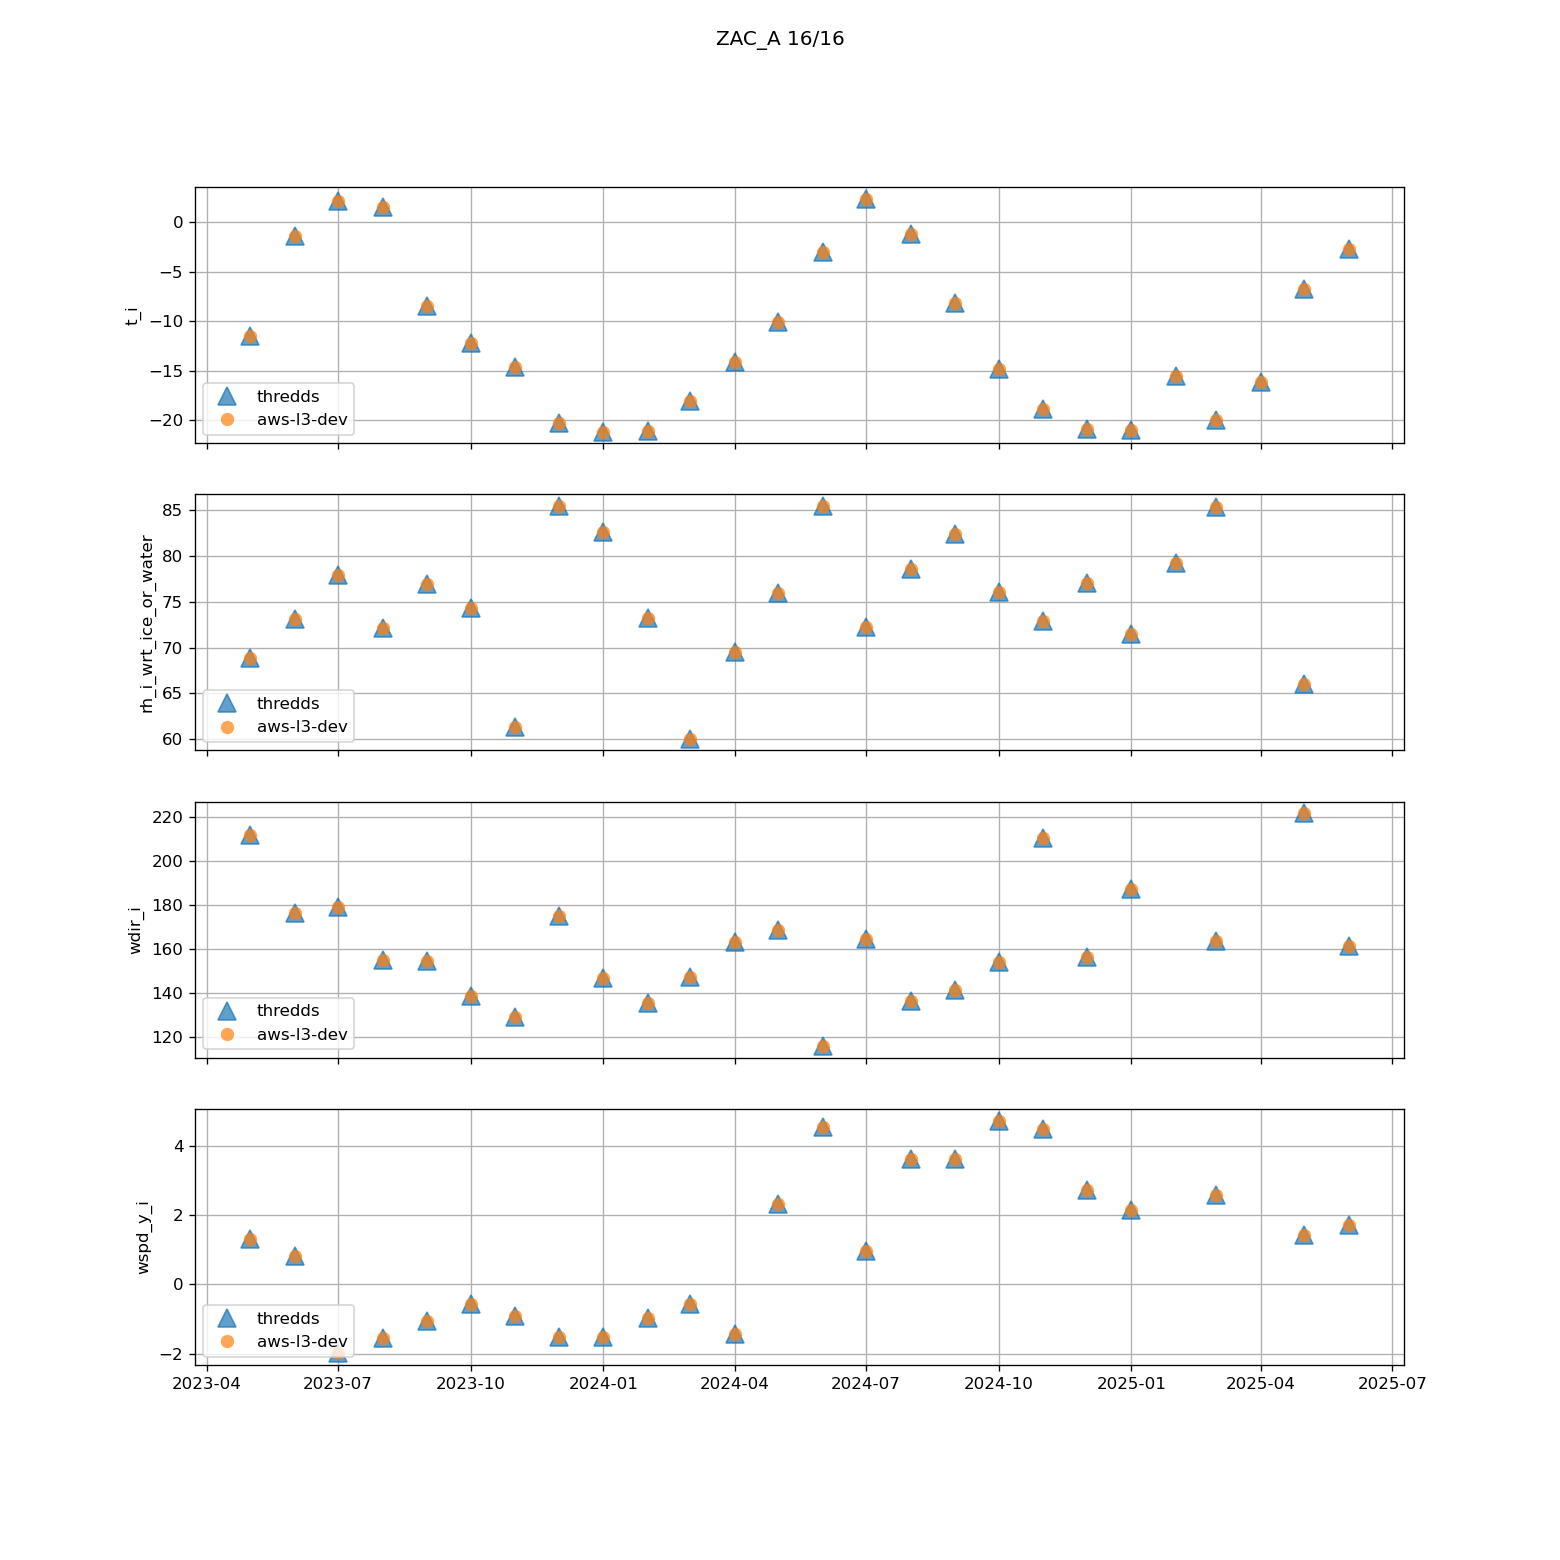 ZAC_A 16/16
t_i
0
−5
−10
−15
−20
thredds
aws-l3-dev
rh_i_wrt_ice_or_water
85
80
75
70
65
60
thredds
aws-l3-dev
wdir_i
220
200
180
160
140
120
thredds
aws-l3-dev
wspd_y_i
4
2
0
−2
thredds
aws-l3-dev
2023-04 2023-07 2023-10 2024-01 2024-04 2024-07 2024-10 2025-01 2025-04 2025-07